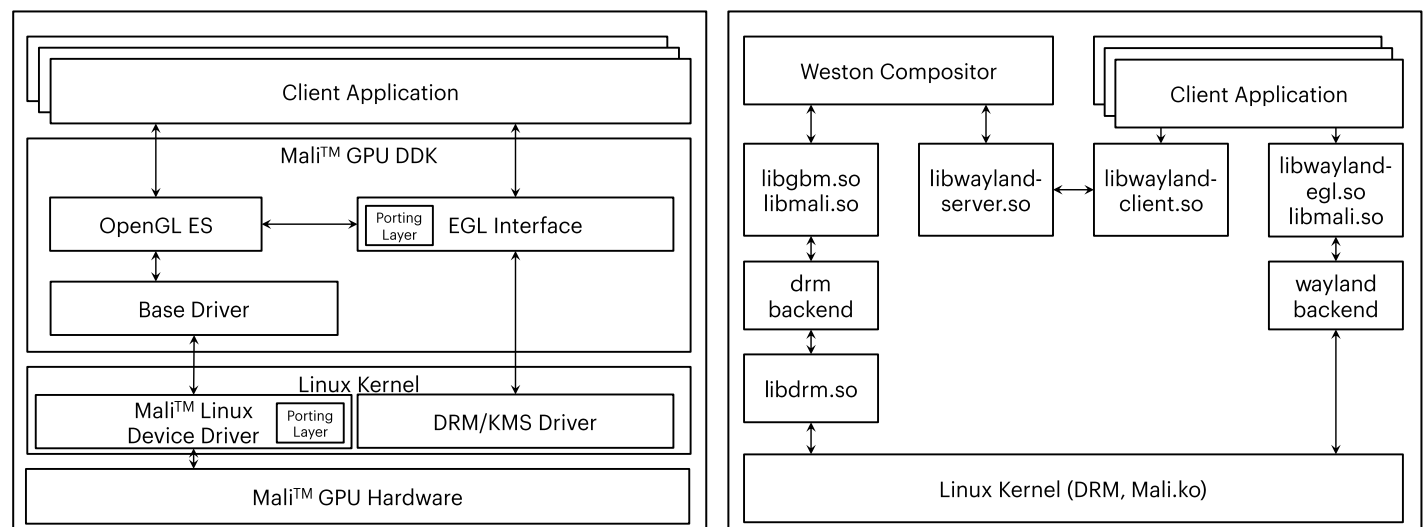 Client Application
Mali™ GPU DDK
OpenGL ES
Porting
Layer
EGL Interface
Base Driver
Linux Kernel
Mali™ Linux
Device Driver
Porting
Layer
DRM/KMS Driver
Mali™ GPU Hardware
Weston Compositor
Client Application
libgbm.so
libmali.so
libwayland-
server.so
libwayland-
client.so
libwayland-
egl.so
libmali.so
drm
backend
wayland
backend
libdrm.so
Linux Kernel (DRM, Mali.ko)